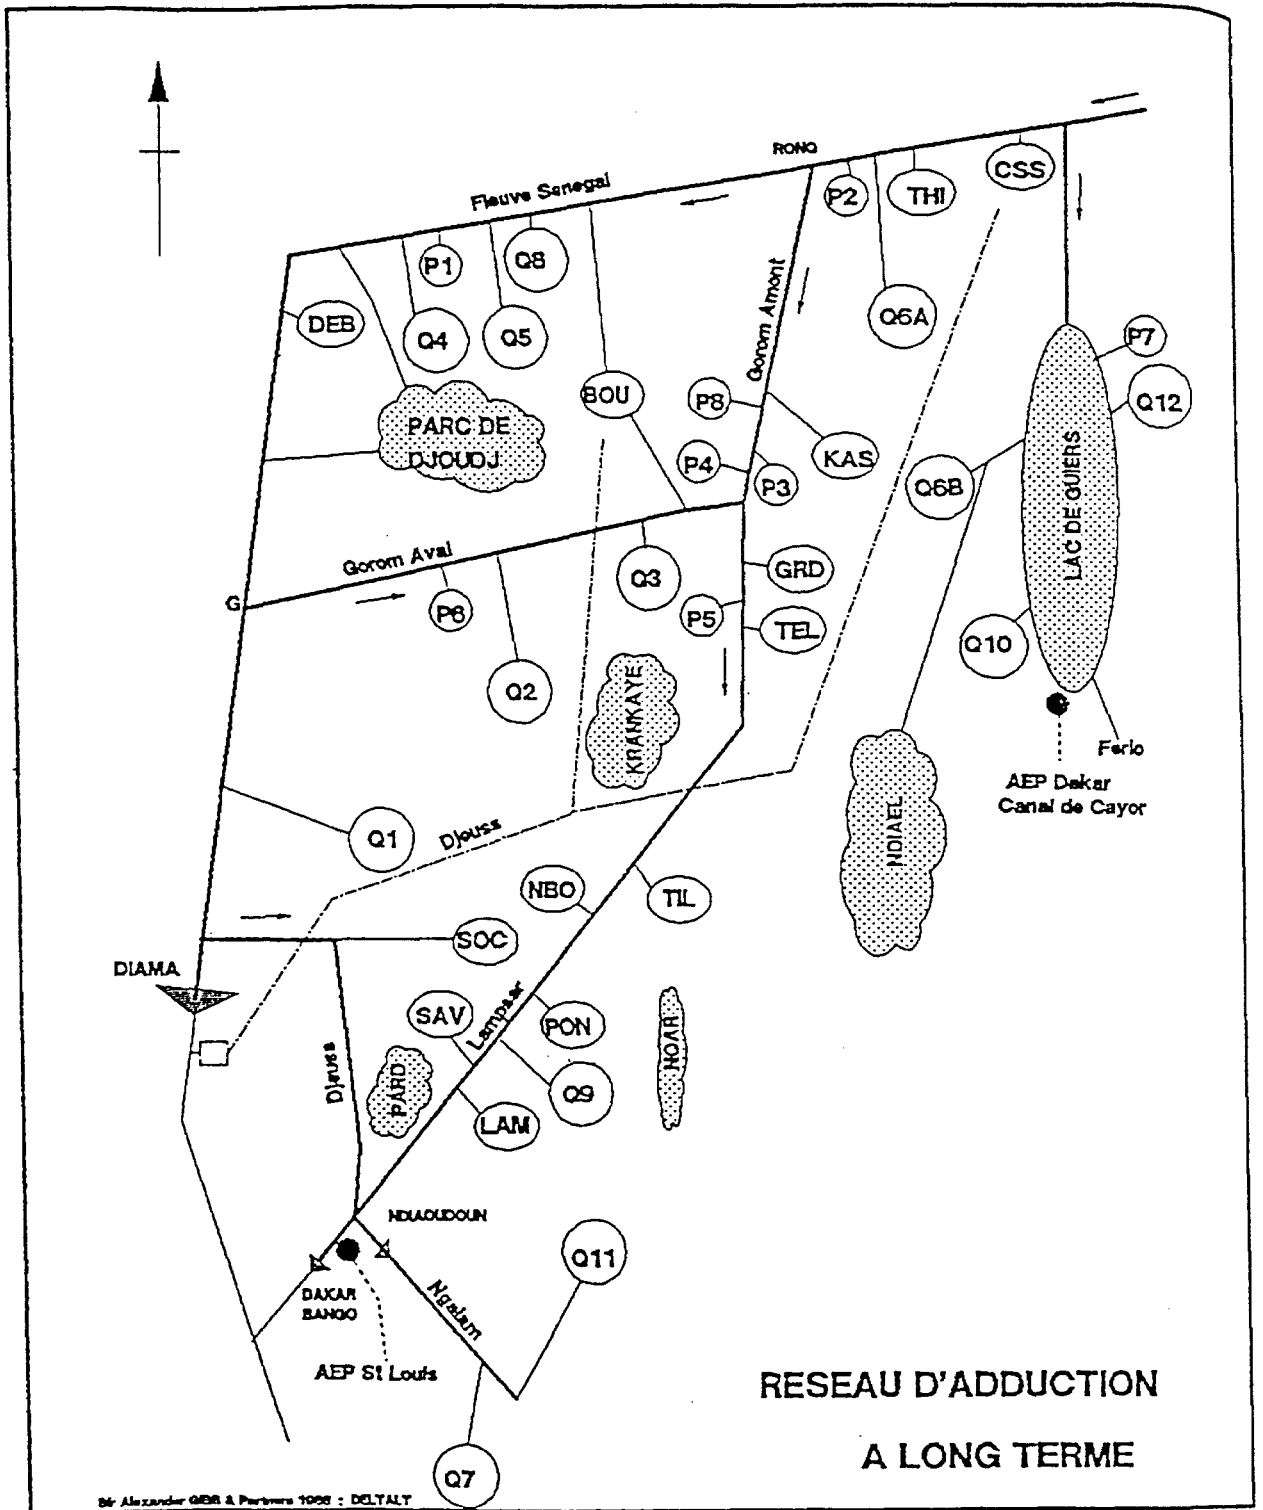 RONQ
CSS
P2
THI
Fleuve Senegal
P1
Q8
Gorom Amont
Q6A
DEB
Q4
Q5
P7
BOU
P8
Q12
PARC DE
DJOUDJ
KAS
P4
P3
Q6B
LAC DE GUIERS
Gorom Aval
Q3
GRD
G
P6
P5
TEL
Q10
Q2
KRANKAYE
Ferlo
AEP Dakar
Canal de Cayor
NDIAEL
Q1
Djeuss
NBO
TIL
SOC
DIAMA
SAV
Lampsar
PON
NOAR
Djeuss
PARD
Q9
LAM
NDIAOUDOUN
Q11
DAKAR
BANGO
Ngalam
AEP St Louis
RESEAU D'ADDUCTION
A LONG TERME
Q7
Sir Alexander GIBB & Partners : DELTALT